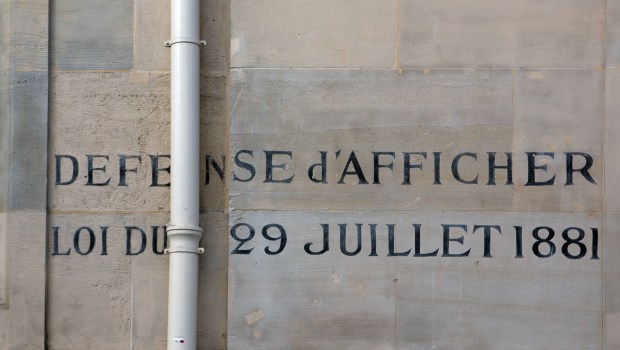 DEFENSE d'AFFICHER
LOI DU 29 JUILLET 1881